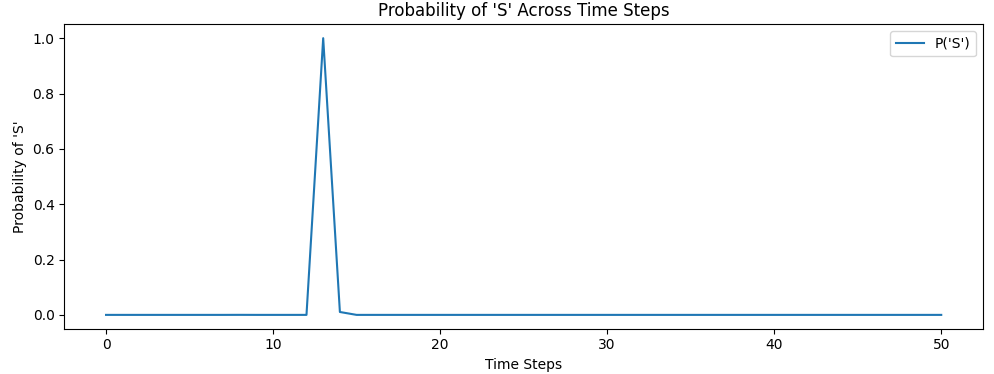 Probability of 'S' Across Time Steps
P('S')
Probability of 'S'
1.0
0.8
0.6
0.4
0.2
0.0
0 10 20 30 40 50
Time Steps